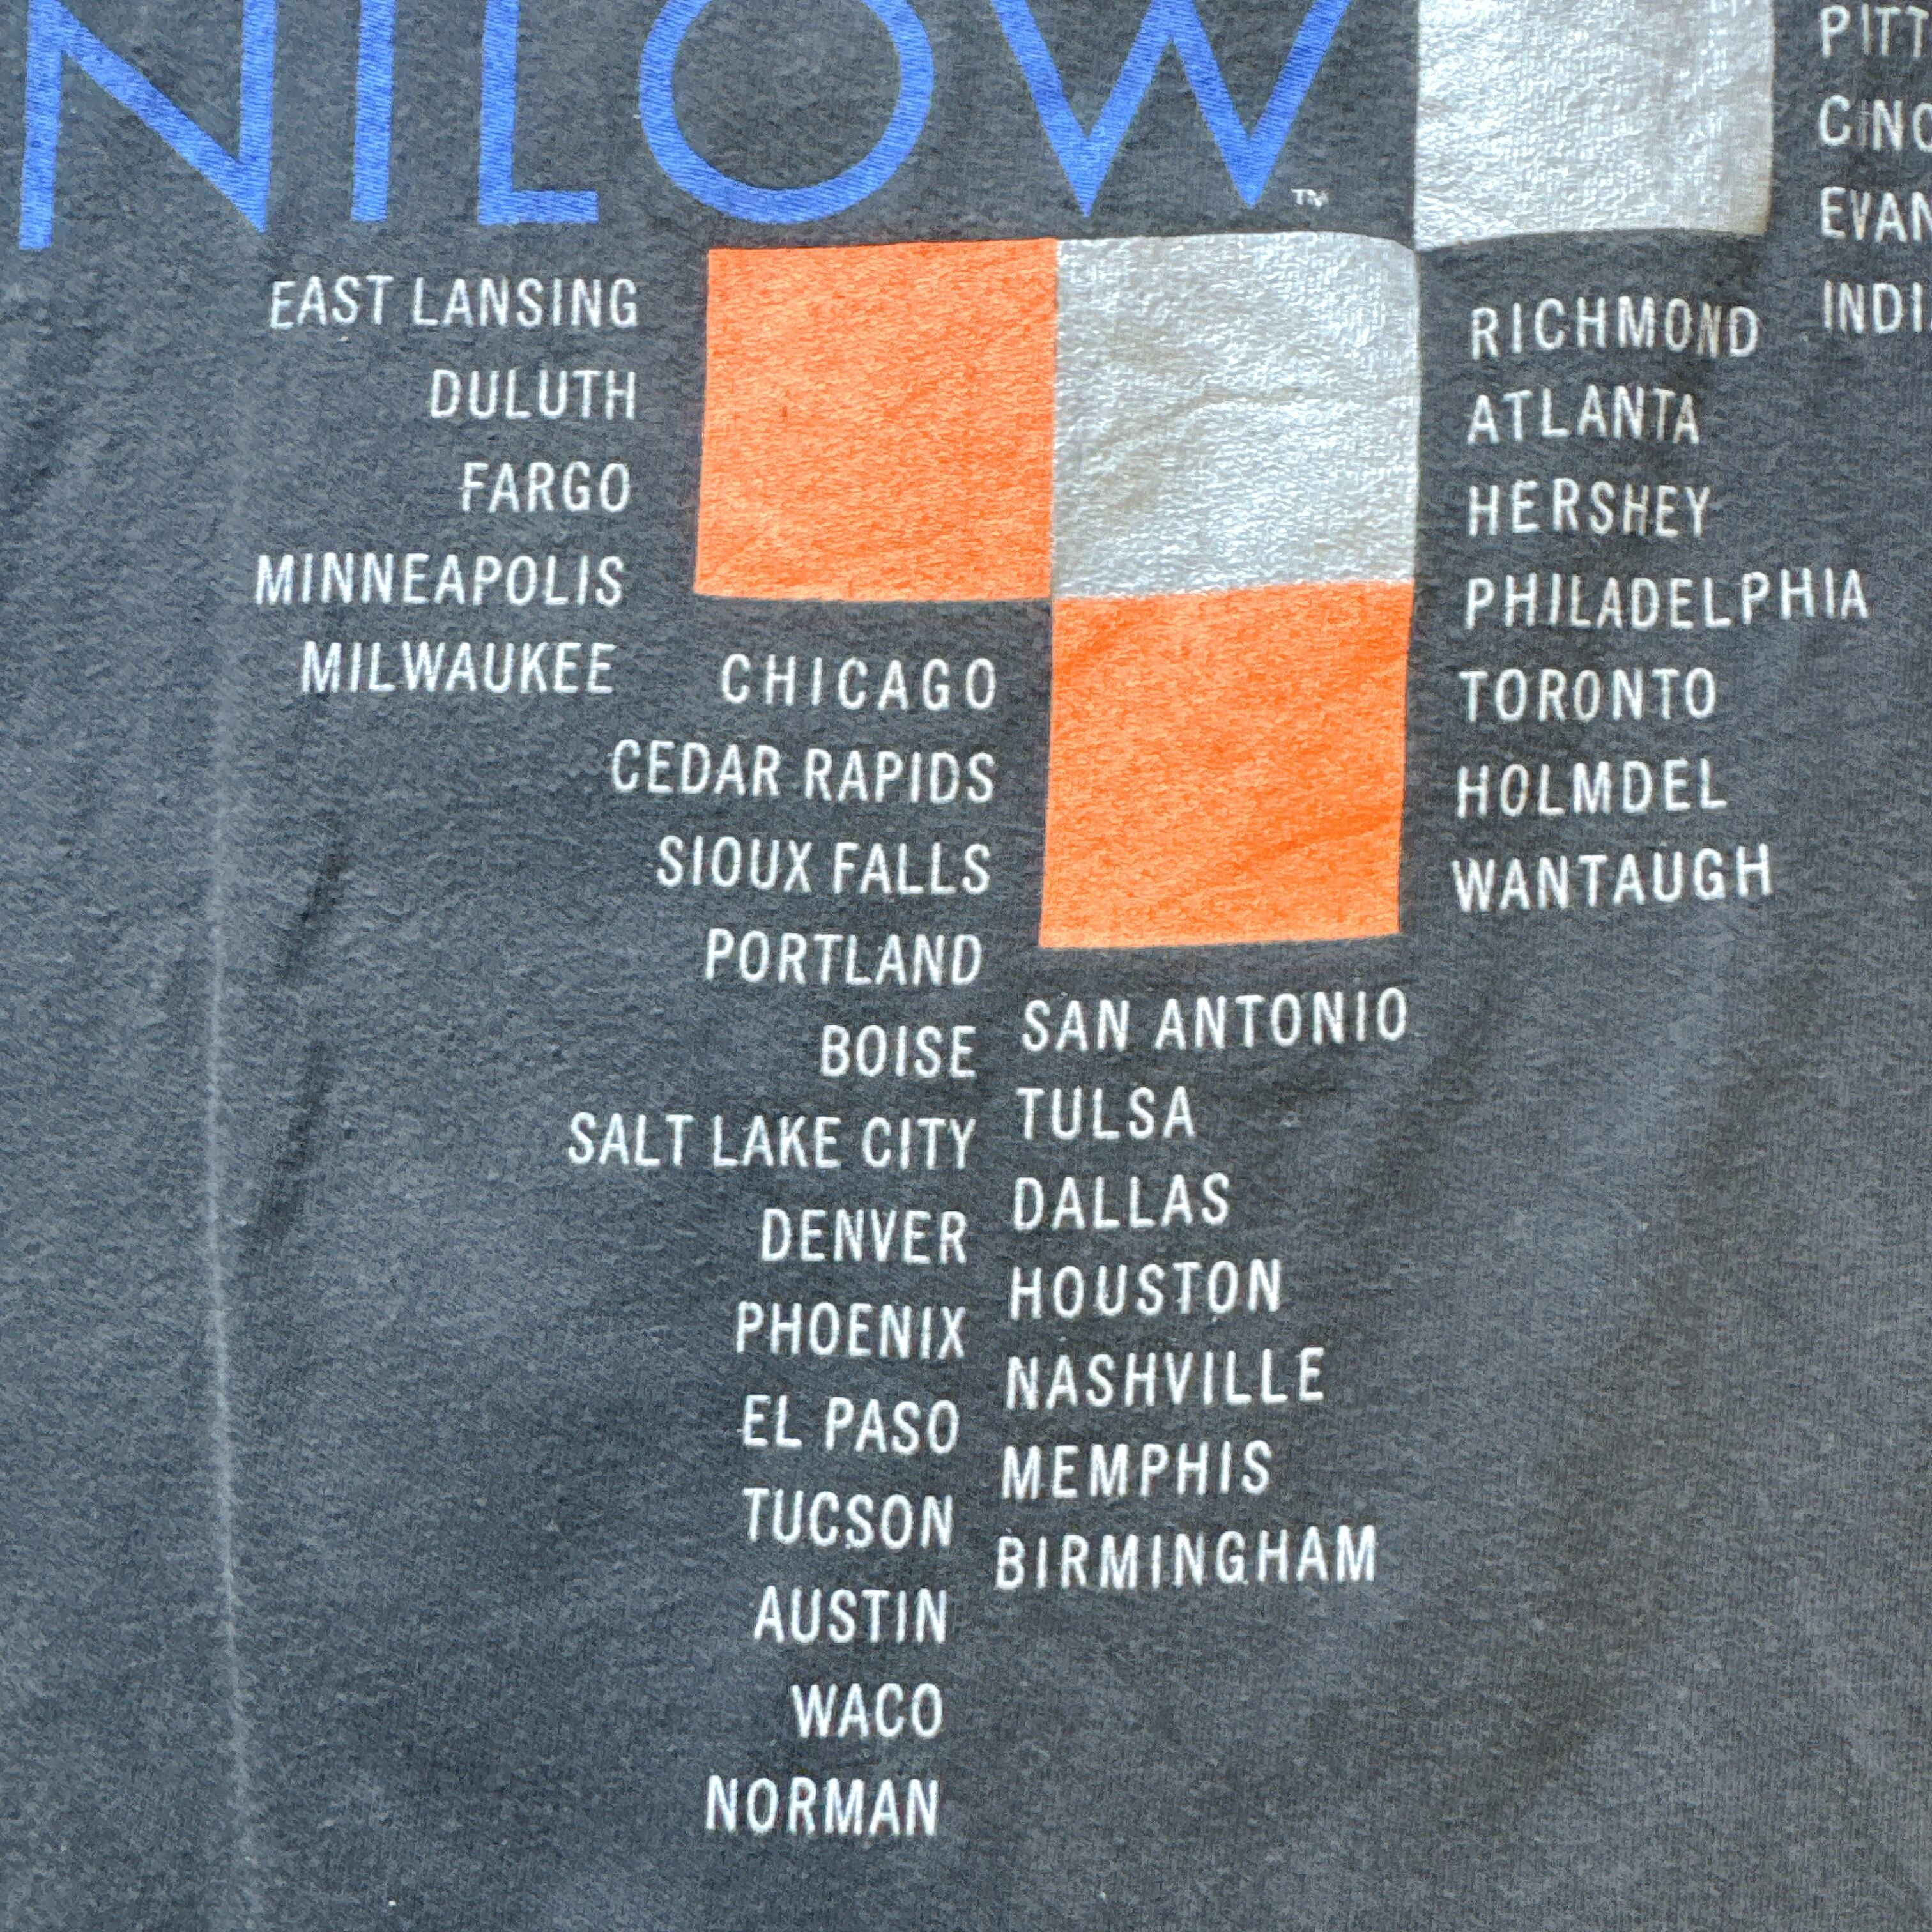 NILOW
TM
EAST LANSING
DULUTH
FARGO
MINNEAPOLIS
MILWAUKEE
CHICAGO
CEDAR RAPIDS
SIOUX FALLS
PORTLAND
BOISE
SALT LAKE CITY
DENVER
PHOENIX
EL PASO
TUCSON
AUSTIN
WACO
NORMAN
SAN ANTONIO
TULSA
DALLAS
HOUSTON
NASHVILLE
MEMPHIS
BIRMINGHAM
RICHMOND
ATLANTA
HERSHEY
PHILADELPHIA
TORONTO
HOLMDEL
WANTAUGH
PITT
CINC
EVAN
INDI